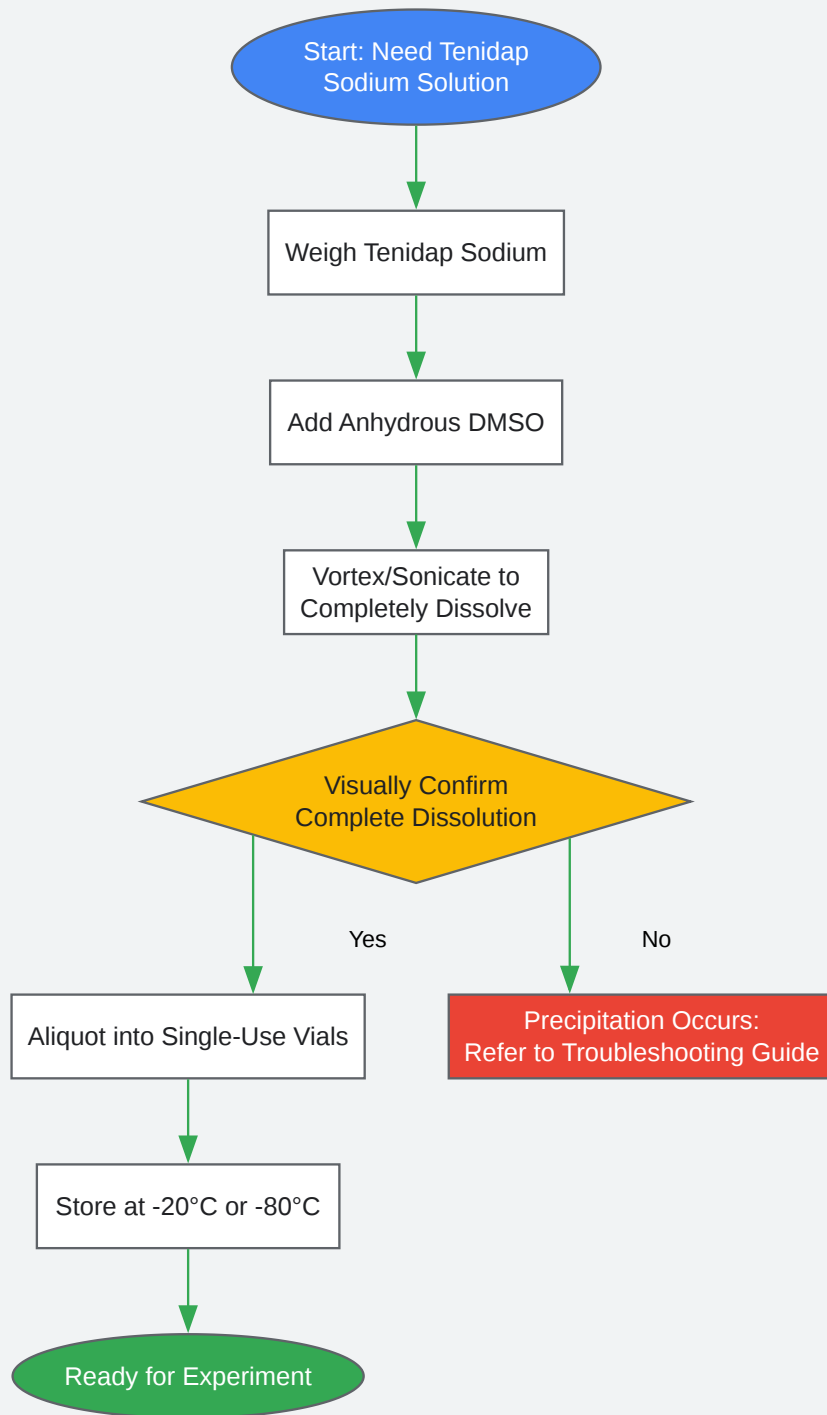 Start: Need Tenidap
Sodium Solution
Weigh Tenidap Sodium
Add Anhydrous DMSO
Vortex/Sonicate to
Completely Dissolve
Visually Confirm
Complete Dissolution
Yes
No
Aliquot into Single-Use Vials
Precipitation Occurs:
Refer to Troubleshooting Guide
Store at -20°C or -80°C
Ready for Experiment